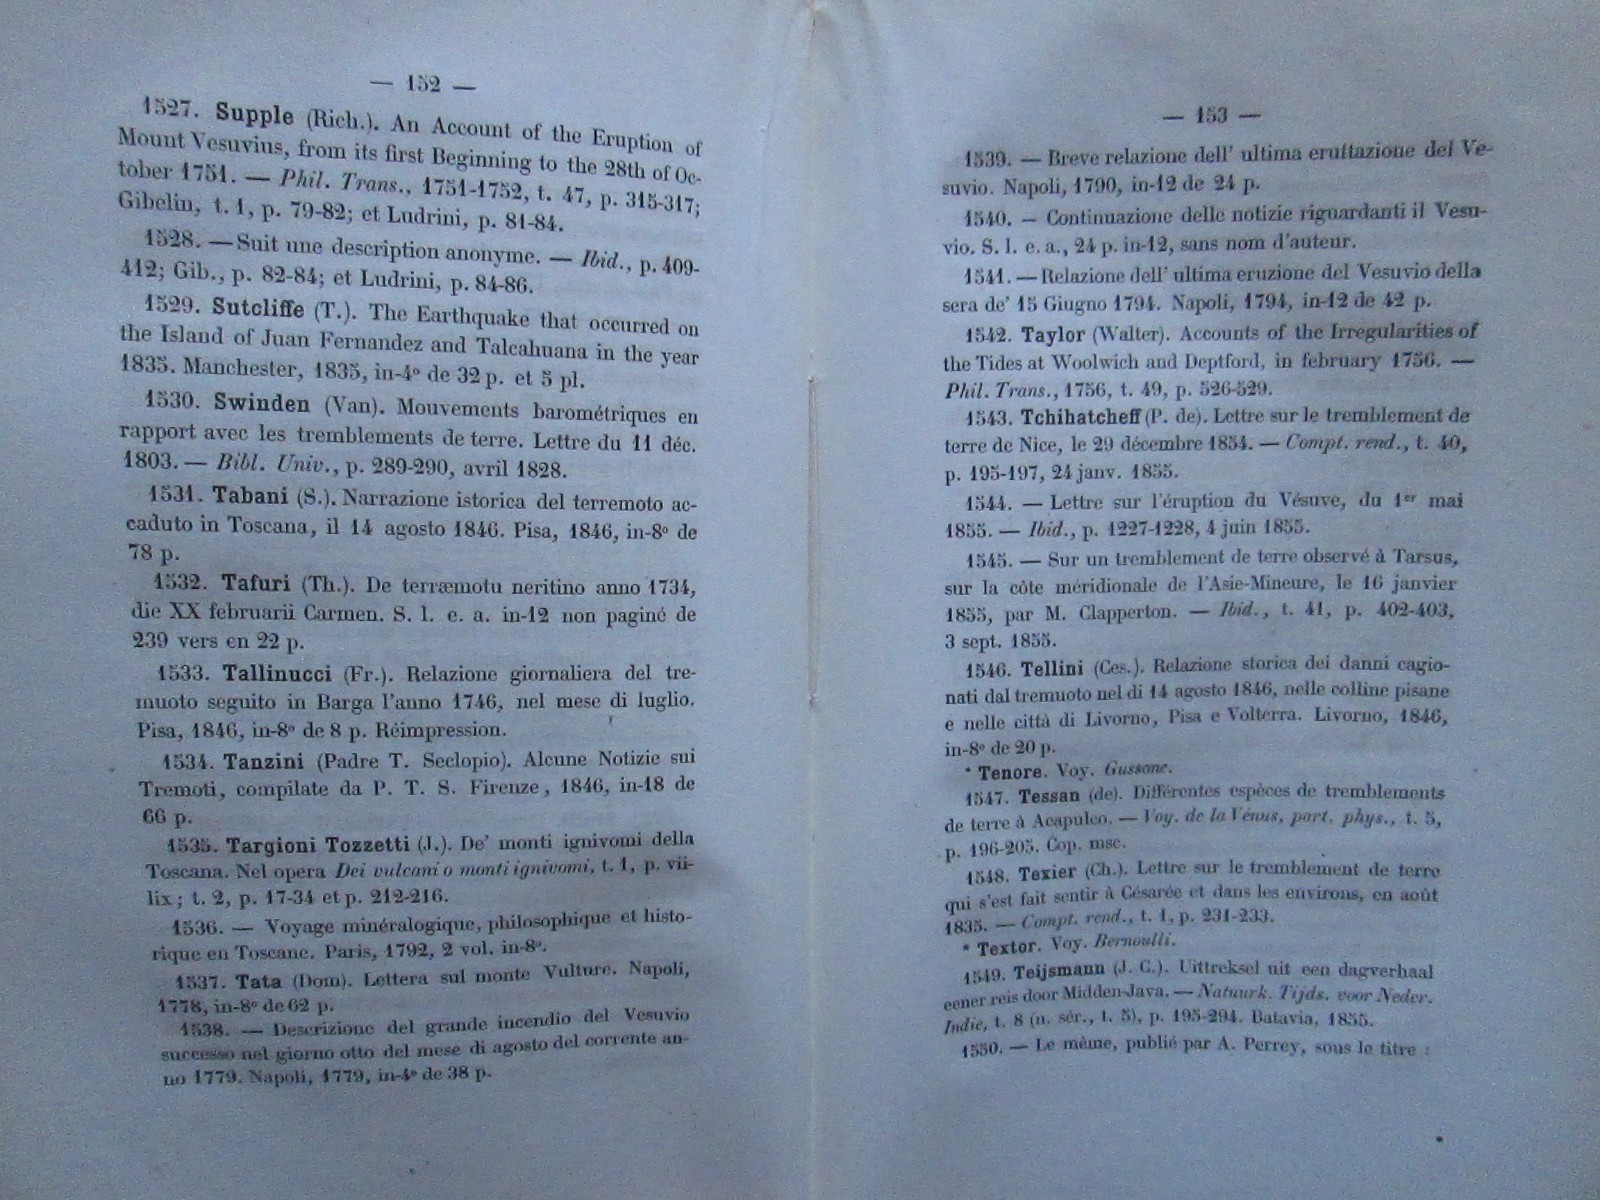 — 152 —
1527. Supple (Rich.). An Account of the Eruption of
Mount Vesuvius, from its first Beginning to the 28th of Oc-
tober 1751. — Phil. Trans., 1751-1752, t. 47, p. 315-317;
Gibelin, t. 1, p. 79-82; et Ludrini, p. 81-84.
1528. — Suit une description anonyme. — Ibid., p. 409-
412; Gib., p. 82-84; et Ludrini, p. 84-86.
1529. Sutcliffe (T.). The Earthquake that occurred on
the Island of Juan Fernandez and Talcahuana in the year
1835. Manchester, 1835, in-4º de 32 p. et 5 pl.
1530. Swinden (Van). Mouvements barométriques en
rapport avec les tremblements de terre. Lettre du 11 déc.
1803. — Bibl. Univ., p. 289-290, avril 1828.
1531. Tabani (S.). Narrazione istorica del terremoto ac-
caduto in Toscana, il 14 agosto 1846. Pisa, 1846, in-8º de
78 p.
1532. Tafuri (Th.). De terræmotu neritino anno 1734,
die XX februarii Carmen. S. l. e. a. in-12 non paginé de
239 vers en 22 p.
1533. Tallinucci (Fr.). Relazione giornaliera del tre-
muoto seguito in Barga l'anno 1746, nel mese di luglio.
Pisa, 1846, in-8º de 8 p. Réimpression.
1534. Tanzini (Padre T. Seclopio). Alcune Notizie sui
Tremoti, compilate da P. T. S. Firenze, 1846, in-18 de
66 p.
1535. Targioni Tozzetti (J.). De' monti ignivomi della
Toscana. Nel opera Dei vulcani o monti ignivomi, t. 1, p. vii-
lix; t. 2, p. 17-34 et p. 212-216.
1536. — Voyage minéralogique, philosophique et histo-
rique en Toscane. Paris, 1792, 2 vol. in-8º.
1537. Tata (Dom). Lettera sul monte Vulture. Napoli,
1778, in-8º de 62 p.
1538. — Descrizione del grande incendio del Vesuvio
successo nel giorno otto del mese di agosto del corrente an-
no 1779. Napoli, 1779, in-4º de 38 p.
— 153 —
1539. — Breve relazione dell' ultima eruttazione del Ve-
suvio. Napoli, 1790, in-12 de 24 p.
1540. — Continuazione delle notizie riguardanti il Vesu-
vio. S. l. e. a., 24 p. in-12, sans nom d'auteur.
1541. — Relazione dell' ultima eruzione del Vesuvio della
sera de' 15 Giugno 1794. Napoli, 1794, in-12 de 42 p.
1542. Taylor (Walter). Accounts of the Irregularities of
the Tides at Woolwich and Deptford, in february 1756. —
Phil. Trans., 1756, t. 49, p. 526-529.
1543. Tchihatcheff (P. de). Lettre sur le tremblement de
terre de Nice, le 29 décembre 1854. — Compt. rend., t. 40,
p. 195-197, 24 janv. 1855.
1544. — Lettre sur l'éruption du Vésuve, du 1er mai
1855. — Ibid., p. 1227-1228, 4 juin 1855.
1545. — Sur un tremblement de terre observé à Tarsus,
sur la côte méridionale de l'Asie-Mineure, le 16 janvier
1855, par M. Clapperton. — Ibid., t. 41, p. 402-403,
3 sept. 1855.
1546. Tellini (Ces.). Relazione storica dei danni cagio-
nati dal tremuoto nel di 14 agosto 1846, nelle colline pisane
e nelle città di Livorno, Pisa e Volterra. Livorno, 1846,
in-8º de 20 p.
* Tenore. Voy. Gussone.
1547. Tessan (de). Différentes espèces de tremblements
de terre à Acapulco. — Voy. de la Vénus, part. phys., t. 5,
p. 196-205. Cop. msc.
1548. Texier (Ch.). Lettre sur le tremblement de terre
qui s'est fait sentir à Césarée et dans les environs, en août
1835. — Compt. rend., t. 1, p. 231-233.
* Textor. Voy. Bernoulli.
1549. Teijsmann (J. C.). Uittreksel uit een dagverhaal
eener reis door Midden-Java. — Natuurk. Tijds. voor Neder.
Indie, t. 8 (n. sér., t. 5), p. 195-294. Batavia, 1855.
1550. — Le même, publié par A. Perrey, sous le titre :